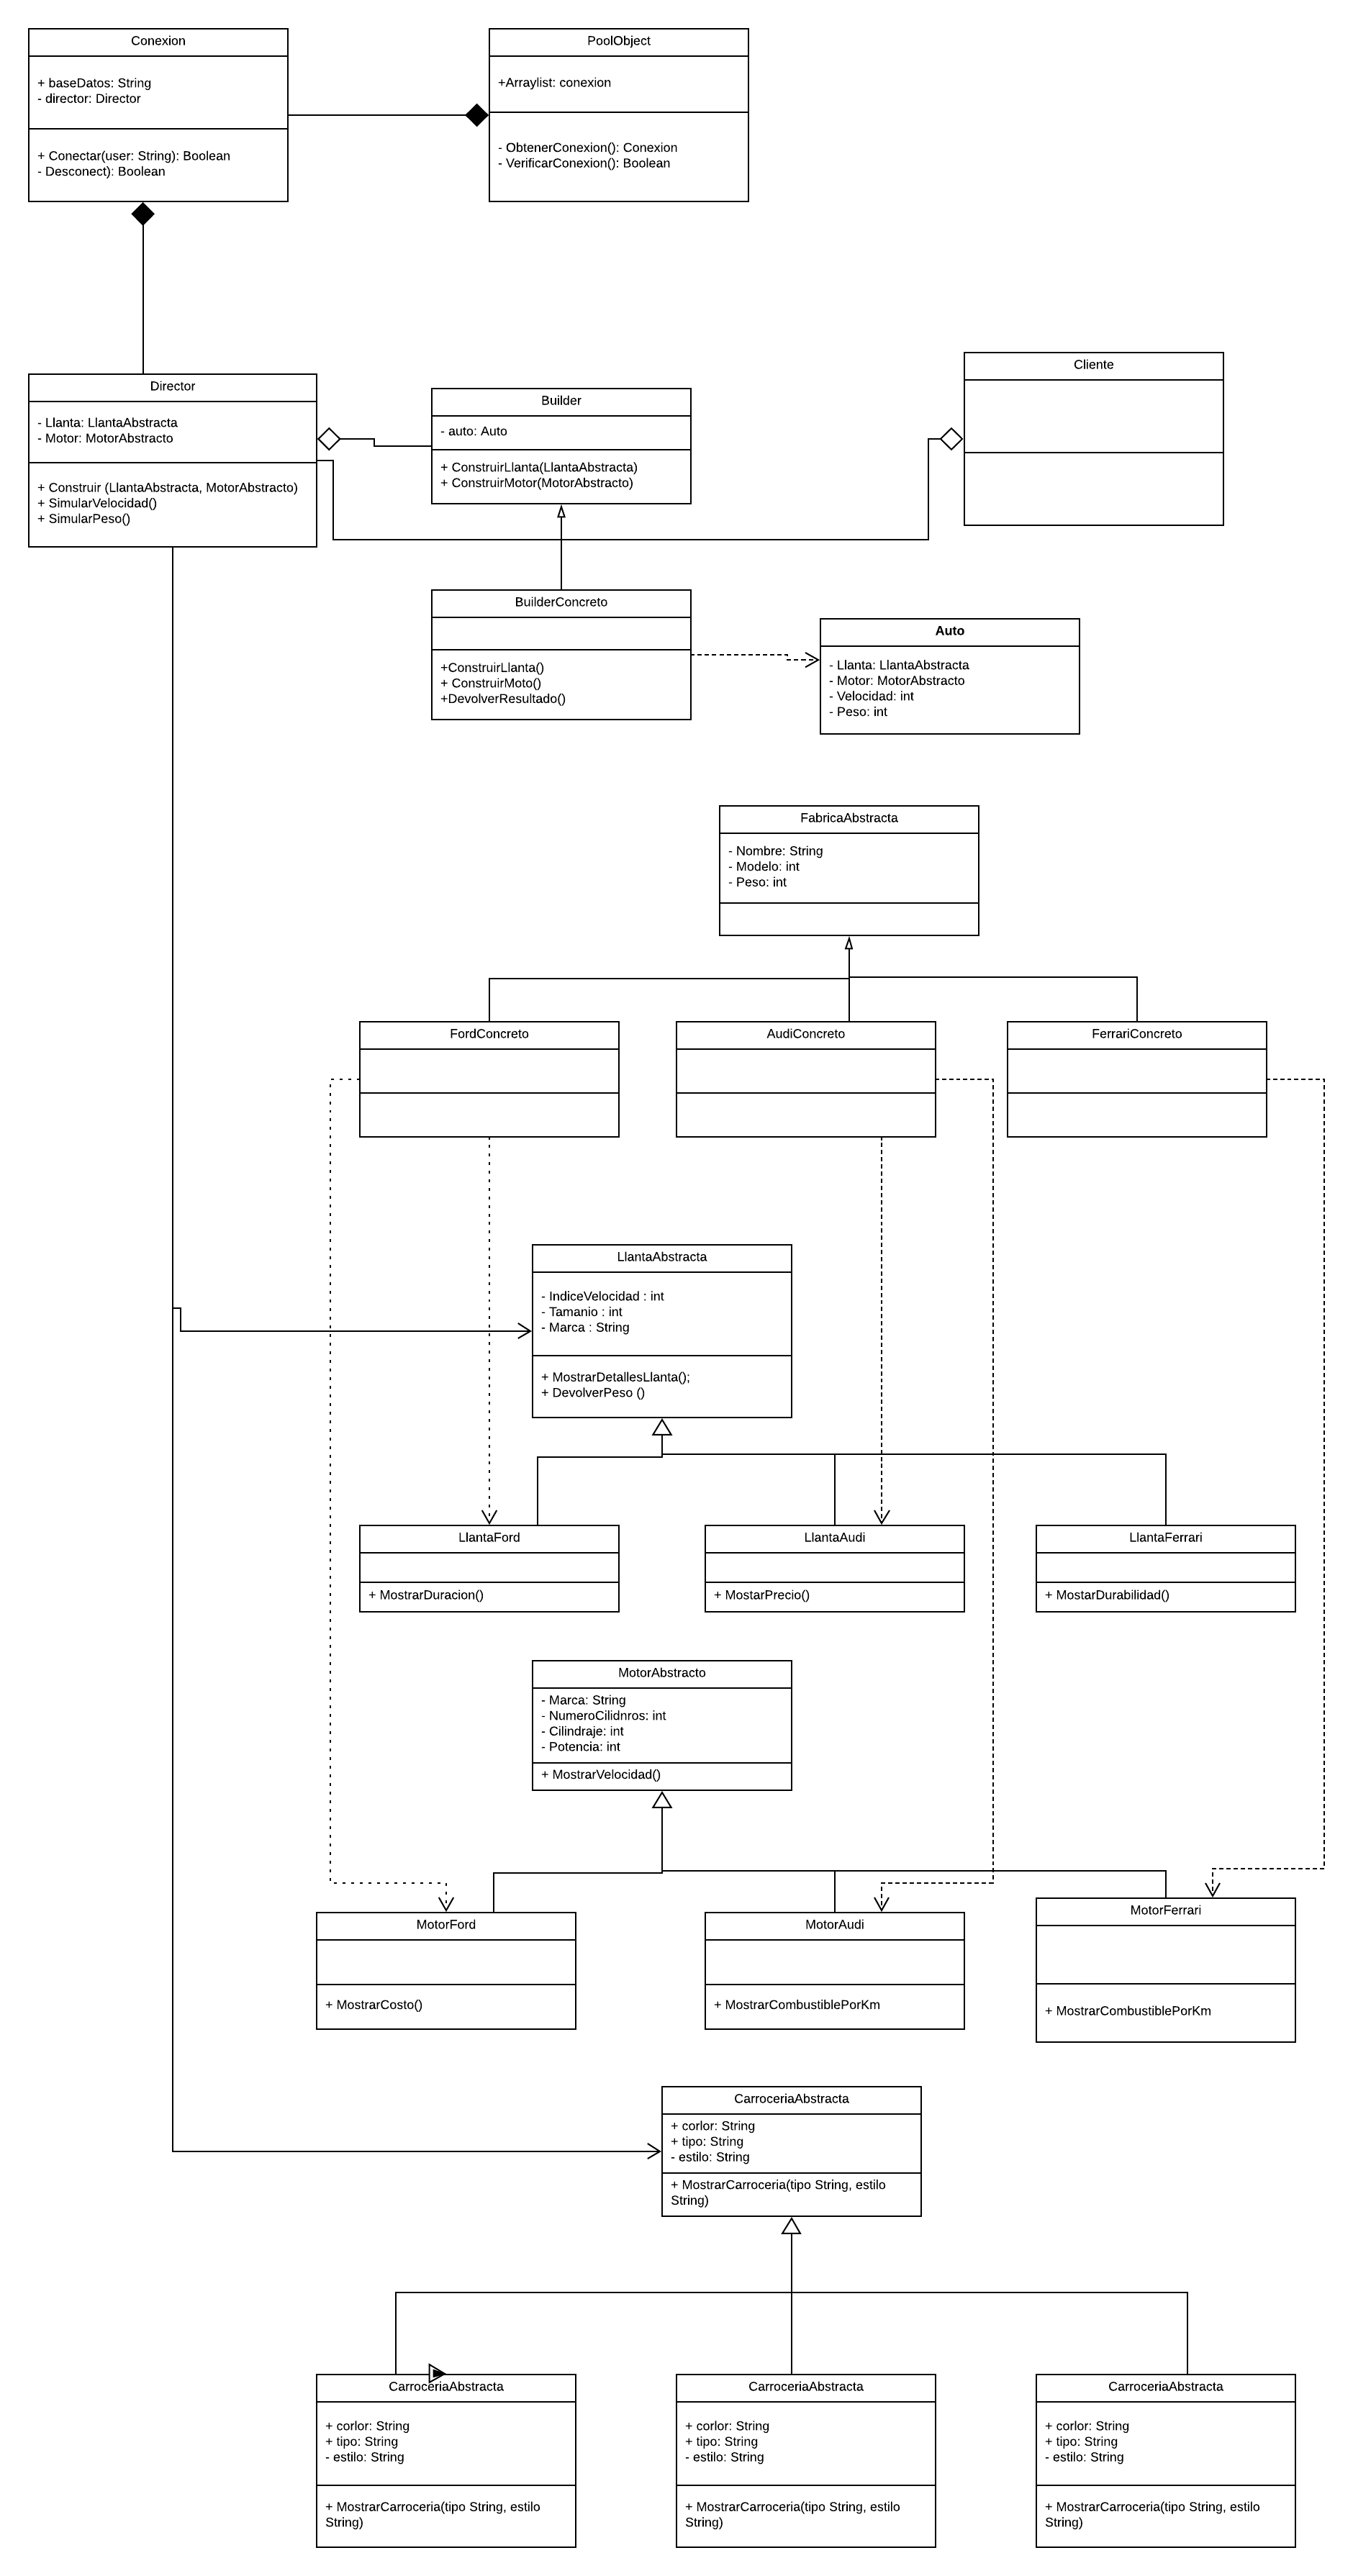 Conexion
+ baseDatos: String
- director: Director
+ Conectar(user: String): Boolean
- Desconect): Boolean
PoolObject
+Arraylist: conexion
- ObtenerConexion(): Conexion
- VerificarConexion(): Boolean
Director
- Llanta: LlantaAbstracta
- Motor: MotorAbstracto
+ Construir (LlantaAbstracta, MotorAbstracto)
+ SimularVelocidad()
+ SimularPeso()
Builder
- auto: Auto
+ ConstruirLlanta(LlantaAbstracta)
+ ConstruirMotor(MotorAbstracto)
Cliente
BuilderConcreto
+ConstruirLlanta()
+ ConstruirMoto()
+DevolverResultado()
Auto
- Llanta: LlantaAbstracta
- Motor: MotorAbstracto
- Velocidad: int
- Peso: int
FabricaAbstracta
- Nombre: String
- Modelo: int
- Peso: int
FordConcreto
AudiConcreto
FerrariConcreto
LlantaAbstracta
- IndiceVelocidad : int
- Tamanio : int
- Marca : String
+ MostrarDetallesLlanta();
+ DevolverPeso ()
LlantaFord
+ MostrarDuracion()
LlantaAudi
+ MostarPrecio()
LlantaFerrari
+ MostarDurabilidad()
MotorAbstracto
- Marca: String
- NumeroCilidnros: int
- Cilindraje: int
- Potencia: int
+ MostrarVelocidad()
MotorFord
+ MostrarCosto()
MotorAudi
+ MostrarCombustiblePorKm
MotorFerrari
+ MostrarCombustiblePorKm
CarroceriaAbstracta
+ corlor: String
+ tipo: String
- estilo: String
+ MostrarCarroceria(tipo String, estilo
String)
CarroceriaAbstracta
+ corlor: String
+ tipo: String
- estilo: String
+ MostrarCarroceria(tipo String, estilo
String)
CarroceriaAbstracta
+ corlor: String
+ tipo: String
- estilo: String
+ MostrarCarroceria(tipo String, estilo
String)
CarroceriaAbstracta
+ corlor: String
+ tipo: String
- estilo: String
+ MostrarCarroceria(tipo String, estilo
String)